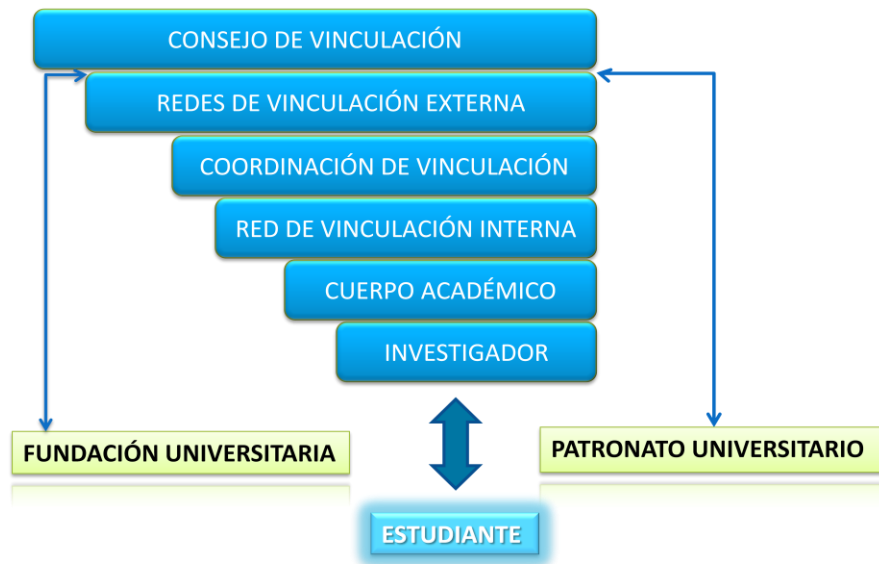 CONSEJO DE VINCULACIÓN
REDES DE VINCULACIÓN EXTERNA
COORDINACIÓN DE VINCULACIÓN
RED DE VINCULACIÓN INTERNA
CUERPO ACADÉMICO
INVESTIGADOR
FUNDACIÓN UNIVERSITARIA
PATRONATO UNIVERSITARIO
ESTUDIANTE